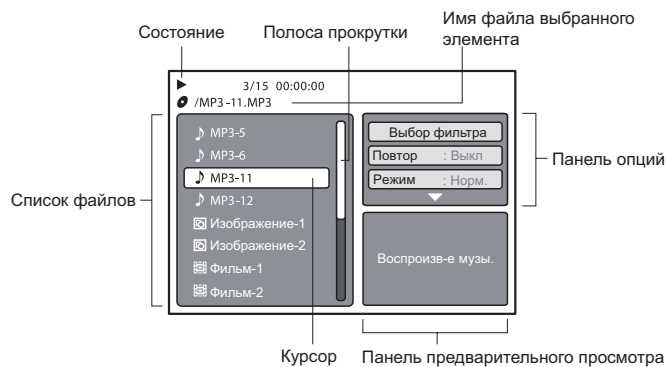 Имя файла выбранного
элемента
Состояние
Полоса прокрутки
3/15 00:00:00
/MP3-11.MP3
MP3-5
MP3-6
MP3-11
MP3-12
Изображение-1
Изображение-2
Фильм-1
Фильм-2
Выбор фильтра
Повтор : Выкл
Режим : Норм.
Воспроизв-е музы.
Панель опций
Список файлов
Курсор
Панель предварительного просмотра